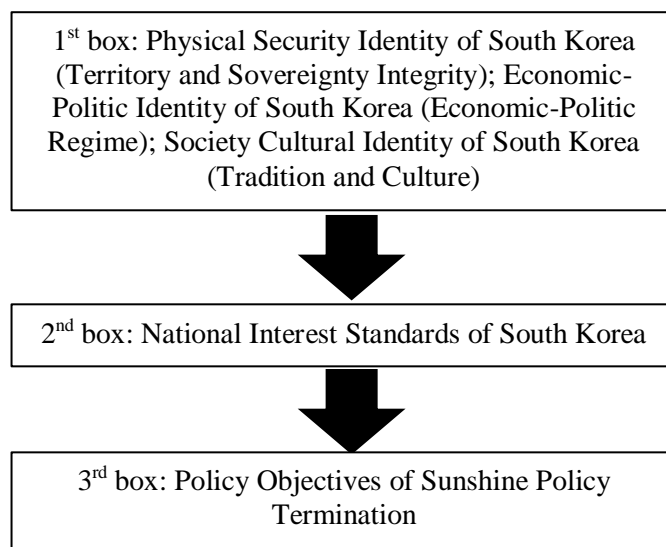 1st box: Physical Security Identity of South Korea
(Territory and Sovereignty Integrity); Economic-
Politic Identity of South Korea (Economic-Politic
Regime); Society Cultural Identity of South Korea
(Tradition and Culture)
2nd box: National Interest Standards of South Korea
3rd box: Policy Objectives of Sunshine Policy
Termination